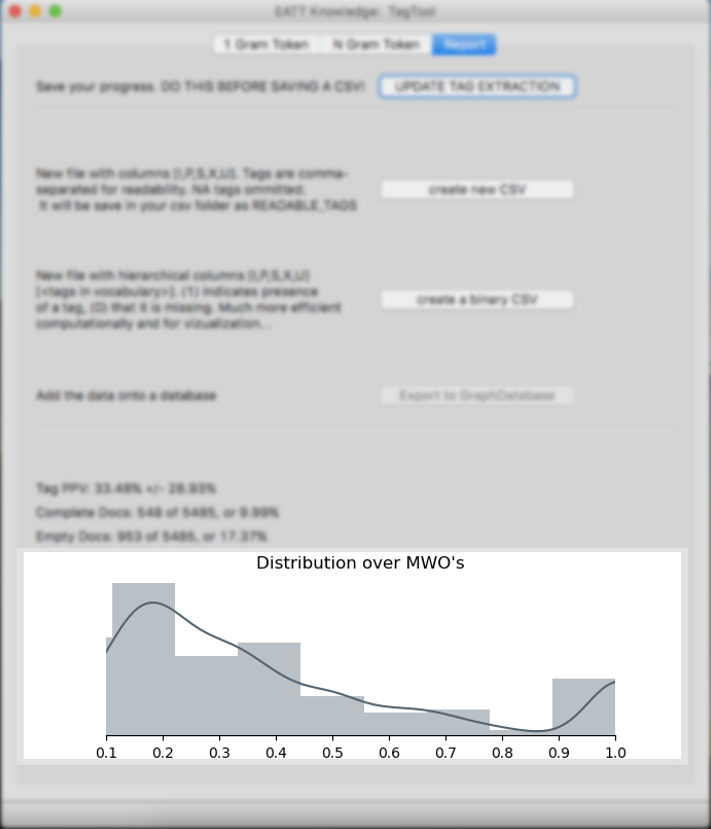 EATT Knowledge: TagTool
1 Gram Token N Gram Token Report
Save your progress. DO THIS BEFORE SAVING A CSV! UPDATE TAG EXTRACTION
New file with columns [I,P,S,X,U]. Tags are comma-
separated for readability. NA tags ommitted.
It will be save in your csv folder as READABLE_TAGS
create new CSV
New file with hierarchical columns [I,P,S,X,U]
[<tags in vocabulary>]. (1) indicates presence
of a tag, (0) that it is missing. Much more efficient
computationally and for vizualization. .
create a binary CSV
Add the data onto a database Export to GraphDatabase
Tag PPV: 33.48% +/- 28.93%
Complete Docs: 548 of 5485, or 9.99%
Empty Docs: 953 of 5485, or 17.37%
Distribution over MWO's
0.1 0.2 0.3 0.4 0.5 0.6 0.7 0.8 0.9 1.0